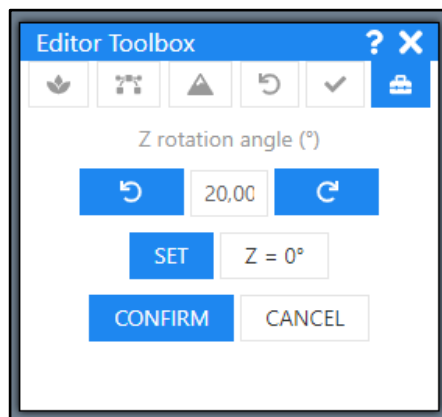 Editor Toolbox ?
Z rotation angle (°)
20,00
SET Z = 0°
CONFIRM CANCEL